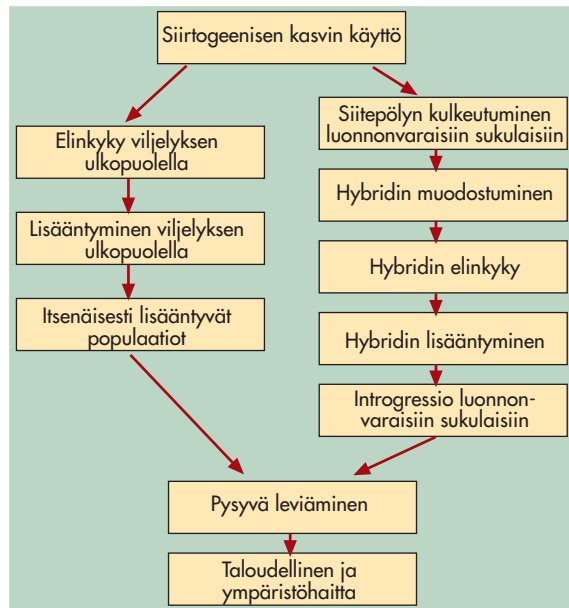 Siirtogeenisen kasvin käyttö
Elinkyky viljelyksen
ulkopuolella
Lisääntyminen viljelyksen
ulkopuolella
Itsenäisesti lisääntyvät
populaatiot
Siitepölyn kulkeutuminen
luonnonvaraisiin sukulaisiin
Hybridin muodostuminen
Hybridin elinkyky
Hybridin lisääntyminen
Introgressio luonnon-
varaisiin sukulaisiin
Pysyvä leviäminen
Taloudellinen ja
ympäristöhaitta